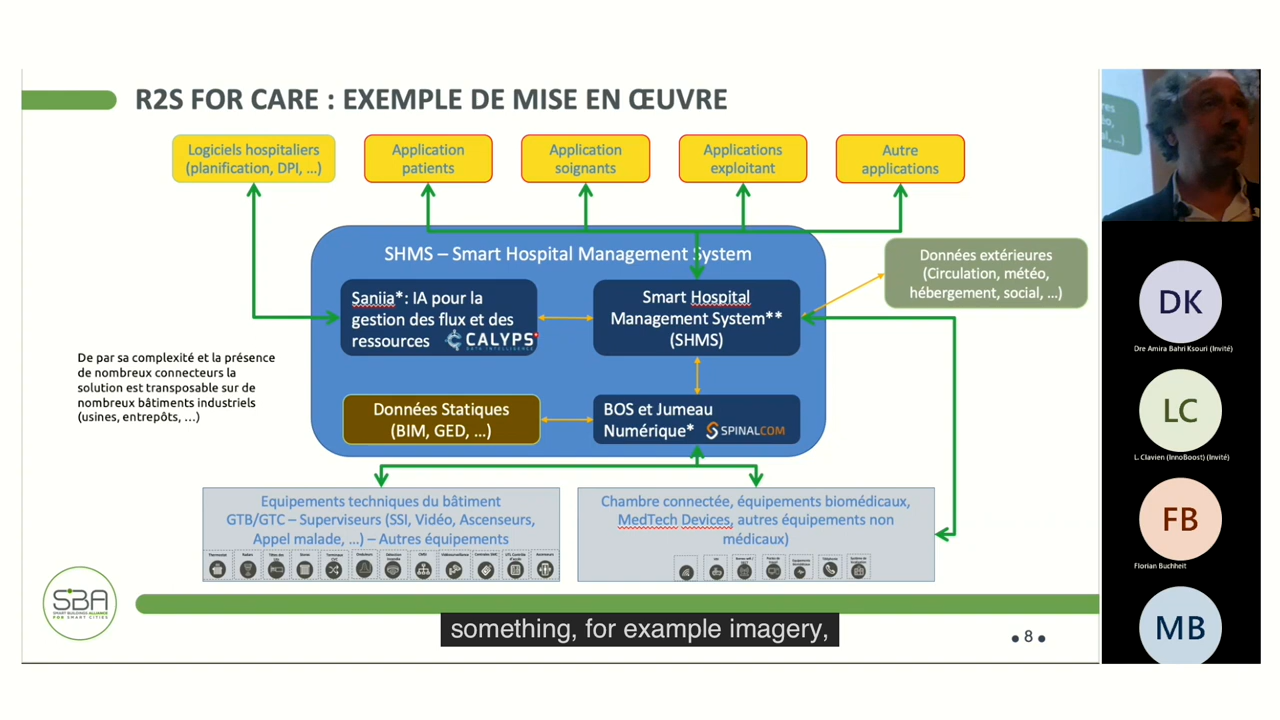 R2S FOR CARE : EXEMPLE DE MISE EN ŒUVRE
Logiciels hospitaliers
(planification, DPI, ...)
Application
patients
Application
soignants
Applications
exploitant
Autre
applications
SHMS – Smart Hospital Management System
Données extérieures
(Circulation, météo,
hébergement, social, ...)
Saniia*: IA pour la
gestion des flux et des
ressources
CALYPS
Smart Hospital
Management System**
(SHMS)
De par sa complexité et la présence
de nombreux connecteurs la
solution est transposable sur de
nombreux bâtiments industriels
(usines, entrepôts, ...)
Données Statiques
(BIM, GED, ...)
BOS et Jumeau
Numérique*
SPINALCOM
Equipements techniques du bâtiment
GTB/GTC – Superviseurs (SSI, Vidéo, Ascenseurs,
Appel malade, ...) – Autres équipements
Chambre connectée, équipements biomédicaux,
MedTech Devices, autres équipements non
médicaux)
SBA
SMART BUILDINGS ALLIANCE
FOR SMART CITIES
something, for example imagery,
8
DK
Dre Amira Bahri Ksouri (Invité)
LC
L. Clavien (InnoBoost) (Invité)
FB
Florian Buchheit
MB